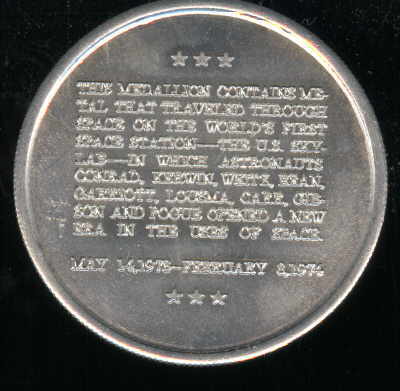 THIS MEDALLION CONTAINS ME-
TAL THAT TRAVELED THROUGH
SPACE ON THE WORLD'S FIRST
SPACE STATION—THE U.S. SKY-
LAB—IN WHICH ASTRONAUTS
CONRAD, KERWIN, WEITZ, BEAN,
GARRIOTT, LOUSMA, CARR, GIB-
SON AND POGUE OPENED A NEW
ERA IN THE USES OF SPACE.
MAY 14, 1973—FEBRUARY 8, 1974